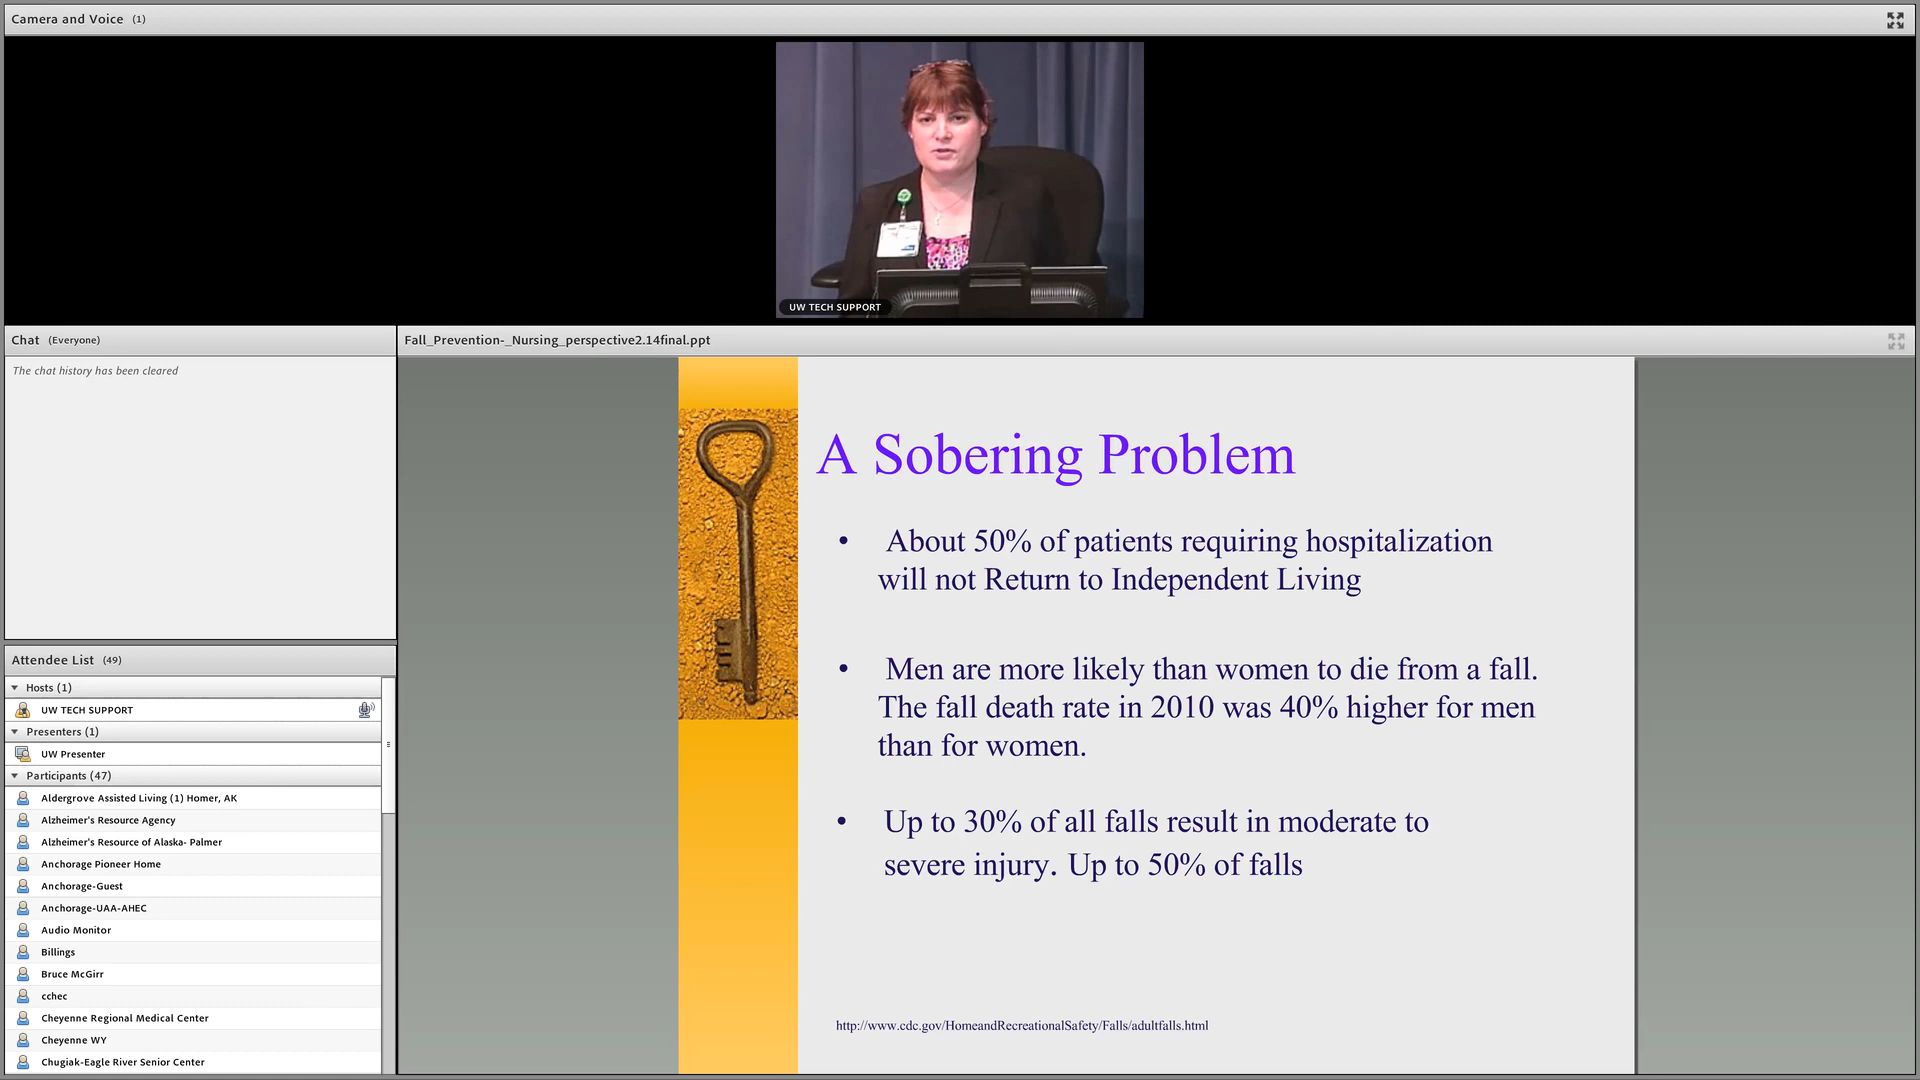 Camera and Voice (1)
UW TECH SUPPORT
Chat (Everyone)
The chat history has been cleared
Attendee List (49)
Hosts (1)
UW TECH SUPPORT
Presenters (1)
UW Presenter
Participants (47)
Aldergrove Assisted Living (1) Homer, AK
Alzheimer's Resource Agency
Alzheimer's Resource of Alaska- Palmer
Anchorage Pioneer Home
Anchorage-Guest
Anchorage-UAA-AHEC
Audio Monitor
Billings
Bruce McGirr
cchec
Cheyenne Regional Medical Center
Cheyenne WY
Chugiak-Eagle River Senior Center
Fall_Prevention-_Nursing_perspective2.14final.ppt
A Sobering Problem
• About 50% of patients requiring hospitalization
will not Return to Independent Living
• Men are more likely than women to die from a fall.
The fall death rate in 2010 was 40% higher for men
than for women.
• Up to 30% of all falls result in moderate to
severe injury. Up to 50% of falls
http://www.cdc.gov/HomeandRecreationalSafety/Falls/adultfalls.html